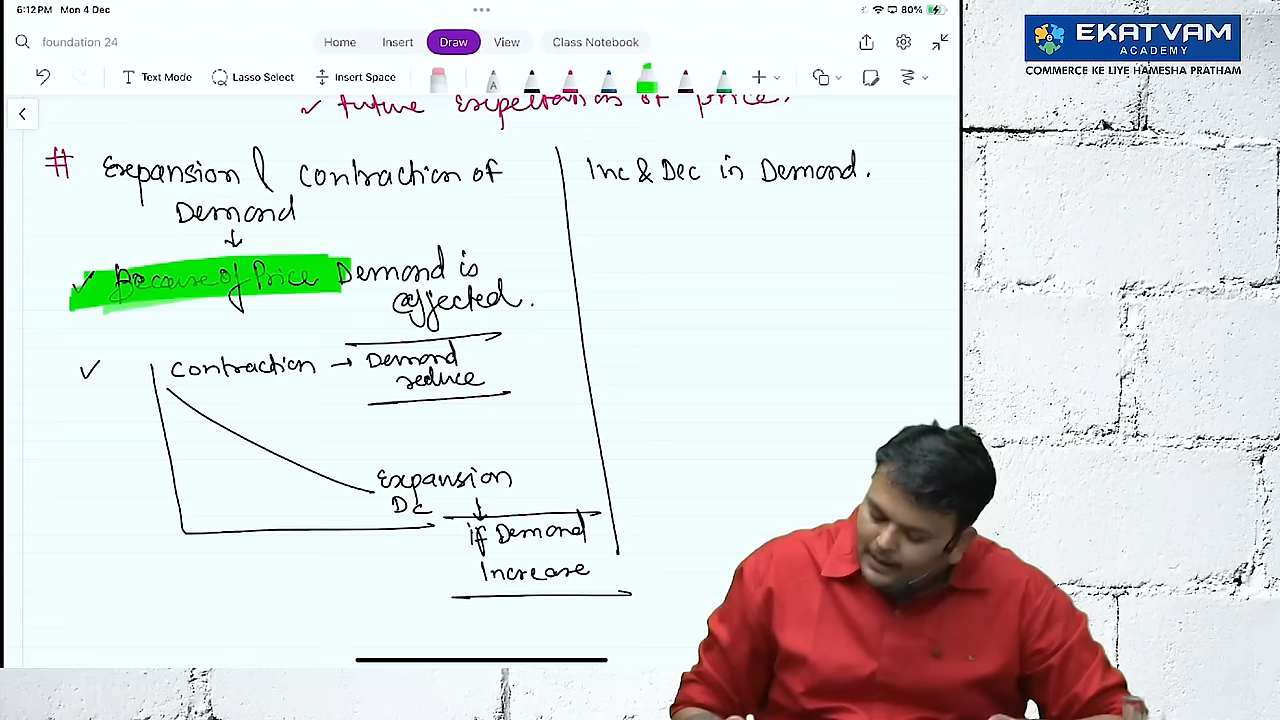 6:12 PM Mon 4 Dec
80%
EKATVAM
ACADEMY
COMMERCE KE LIYE HAMESHA PRATHAM
foundation 24
Home Insert Draw View Class Notebook
Text Mode Lasso Select Insert Space
✓ future expectations of price.
# Expansion & contraction of
Demand
↓
✓ Because of Price Demand is
affected.
✓ contraction → Demand
reduce
Expansion
DC ↓
if Demand
Increase
Inc & Dec in Demand.